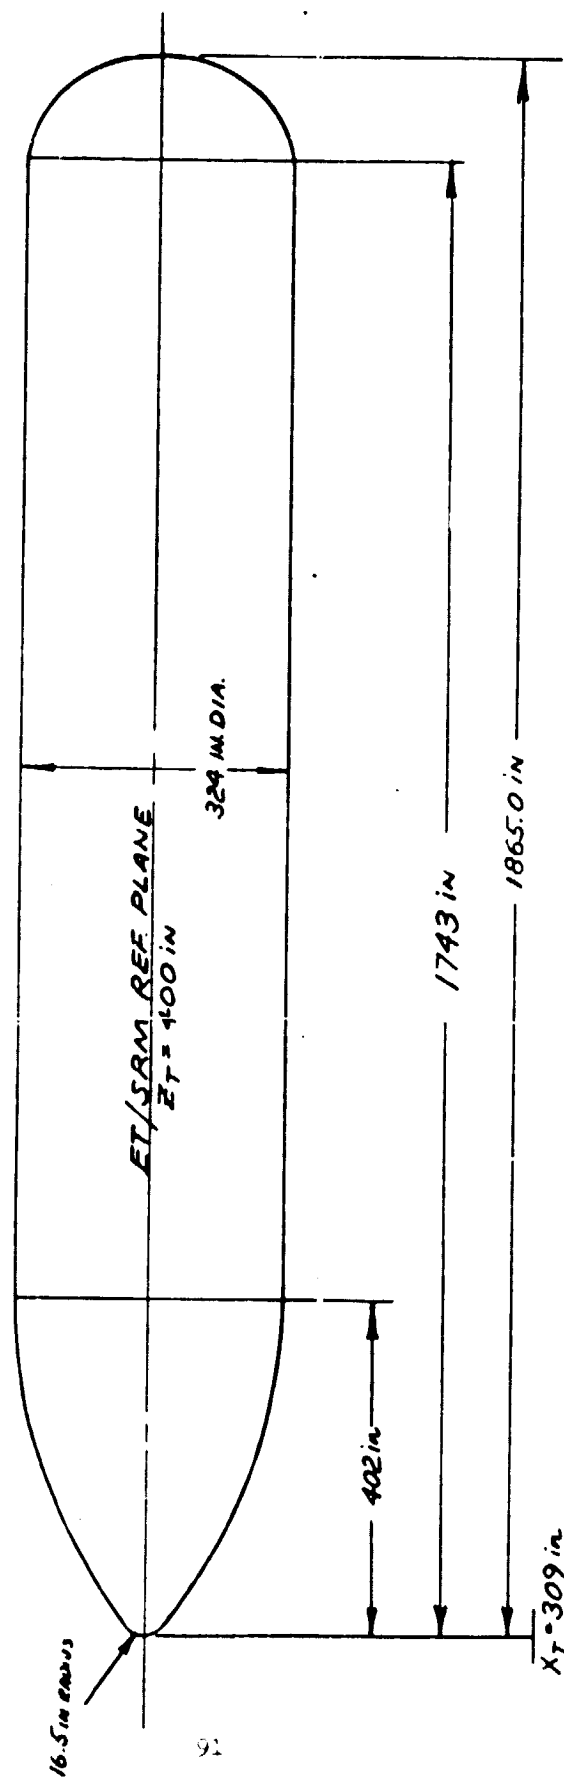 16.5 IN RADIUS
ET/SRM REF PLANE
Z_T = 400 IN
324 IN. DIA.
402 in
1743 in
1865.0 in
X_T = 309 in
91